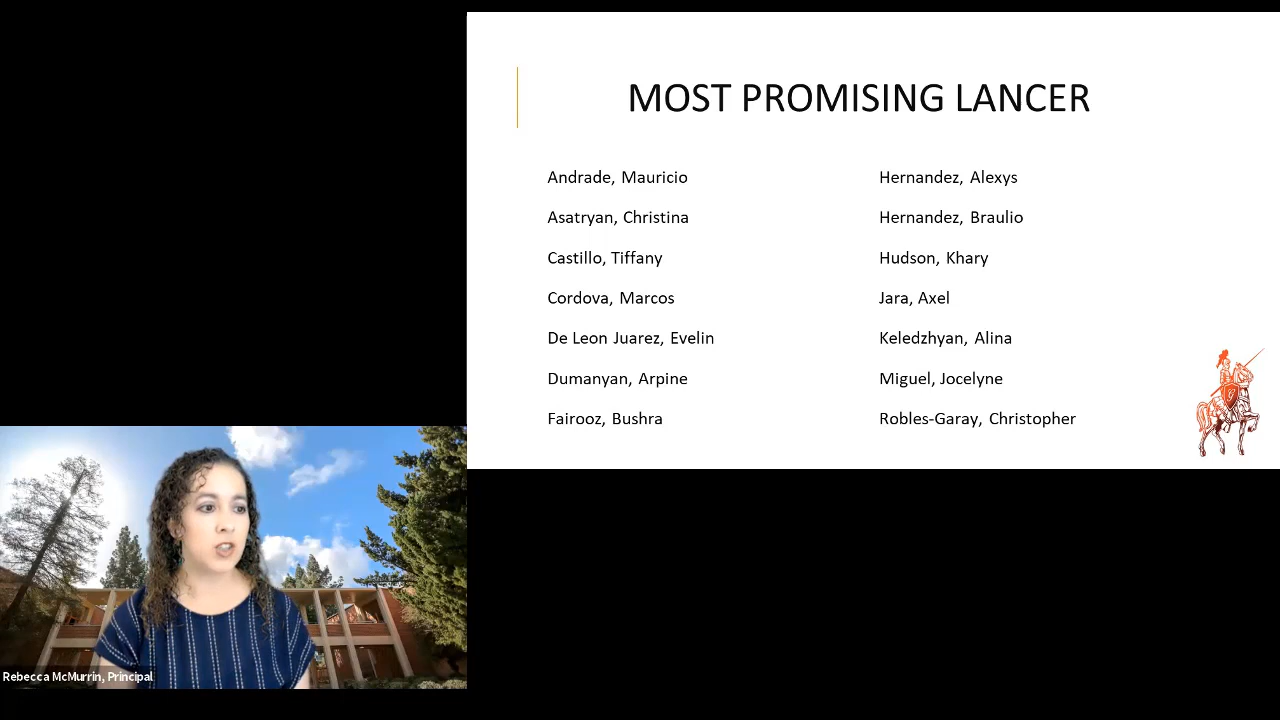 MOST PROMISING LANCER
Andrade, Mauricio
Asatryan, Christina
Castillo, Tiffany
Cordova, Marcos
De Leon Juarez, Evelin
Dumanyan, Arpine
Fairooz, Bushra
Hernandez, Alexys
Hernandez, Braulio
Hudson, Khary
Jara, Axel
Keledzhyan, Alina
Miguel, Jocelyne
Robles-Garay, Christopher
Rebecca McMurrin, Principal